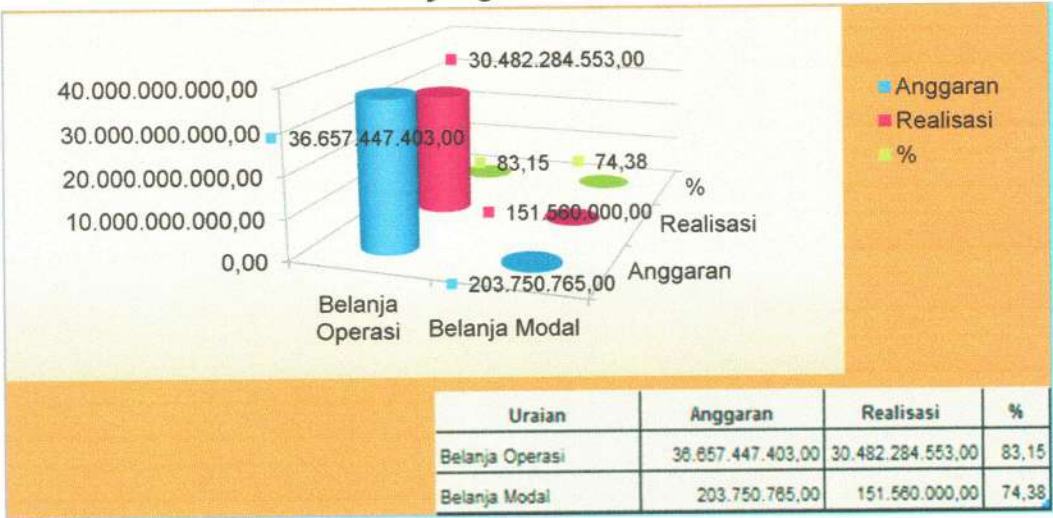 30.482.284.553,00
40.000.000.000,00
30.000.000.000,00
36.657.447.403,00
20.000.000.000,00
10.000.000.000,00
0,00
83,15
74,38
151.560.000,00
203.750.765,00
%
Realisasi
Anggaran
Belanja
Operasi
Belanja Modal
Anggaran
Realisasi
%
Uraian Anggaran Realisasi %
Belanja Operasi 36.657.447.403,00 30.482.284.553,00 83,15
Belanja Modal 203.750.765,00 151.560.000,00 74,38